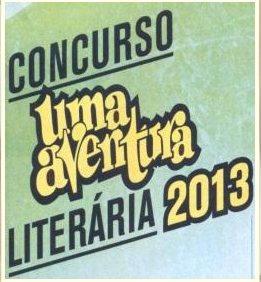 CONCURSO
uma
aventura
LITERÁRIA 2013